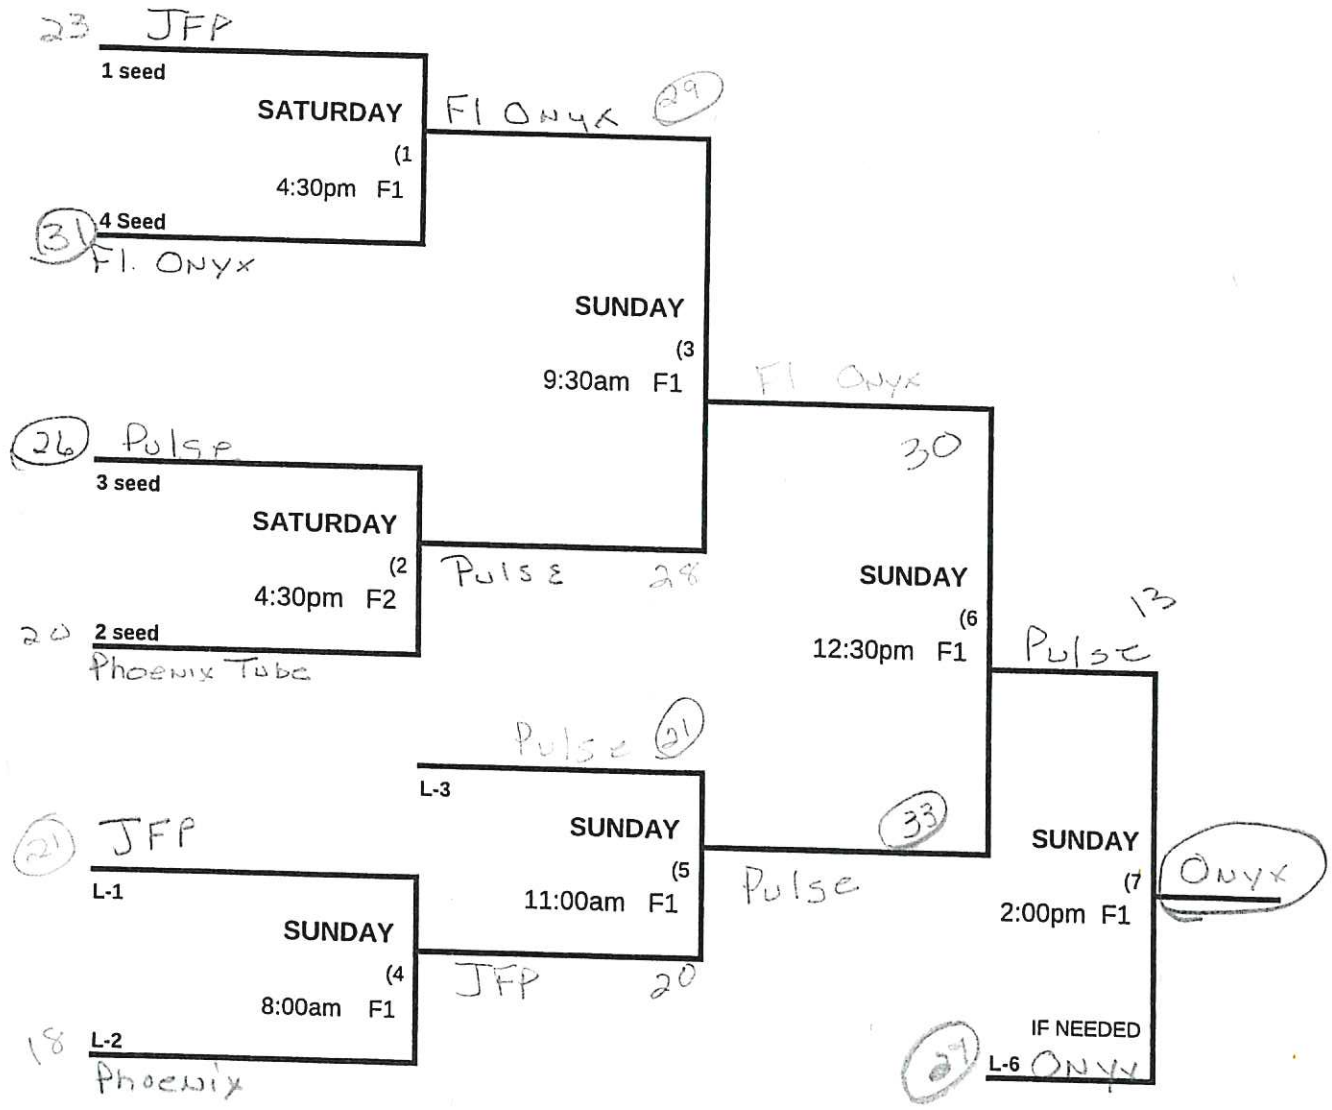 23 JFP
1 seed
SATURDAY
(1
4:30pm F1
4 Seed
31
Fl. Onyx
Fl Onyx 29
SUNDAY
(3
9:30am F1
26 Pulse
3 seed
SATURDAY
(2
4:30pm F2
20 2 seed
Phoenix Tube
Pulse 28
Fl Onyx
30
SUNDAY
(6
12:30pm F1
Pulse 21
L-3
SUNDAY
(5
11:00am F1
21 JFP
L-1
SUNDAY
(4
8:00am F1
18 L-2
Phoenix
JFP 20
33
Pulse
Pulse 13
SUNDAY
(7
2:00pm F1
Onyx
IF NEEDED
L-6 Onyx